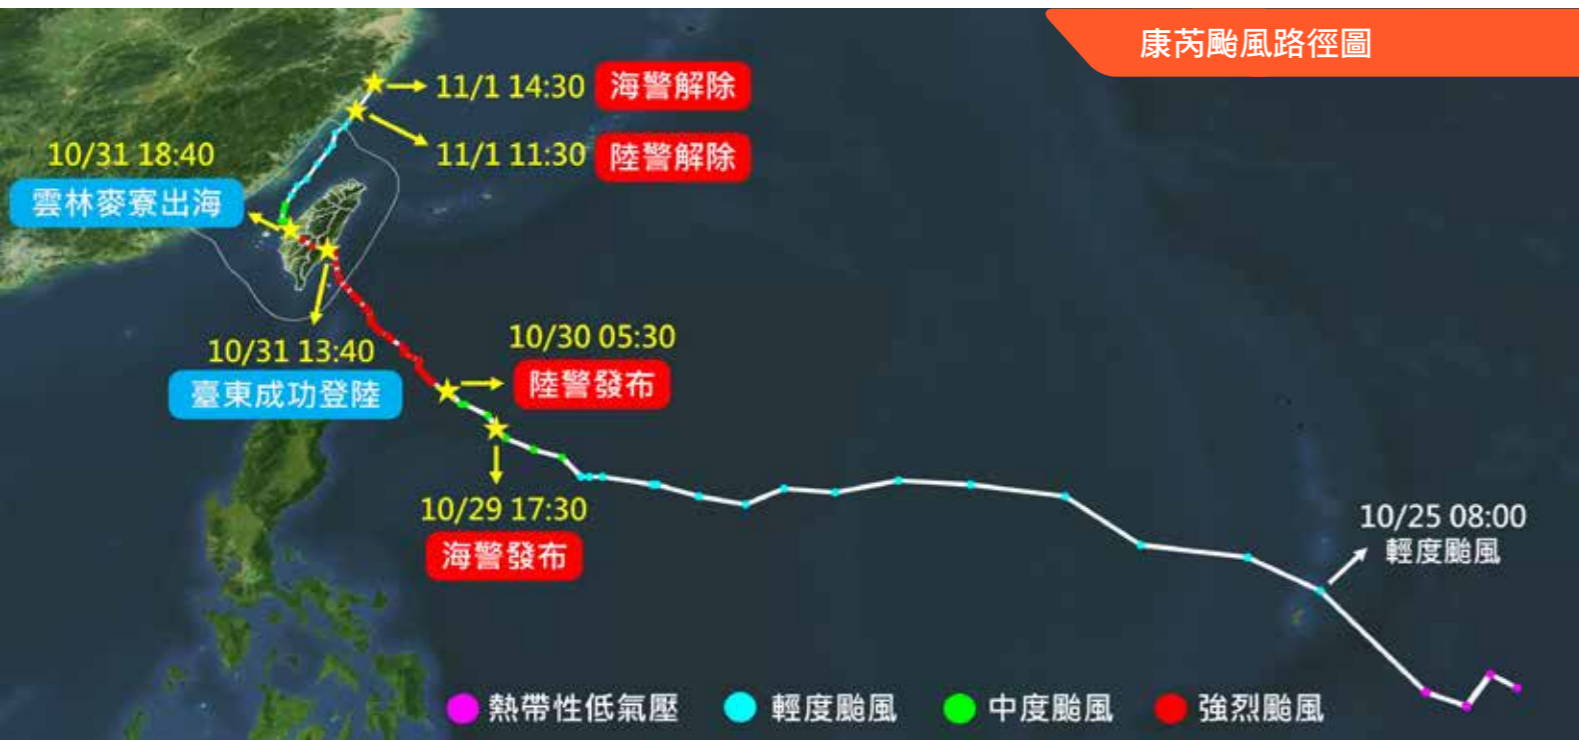 康芮颱風路徑圖
11/1 14:30 海警解除
11/1 11:30 陸警解除
10/31 18:40
雲林麥寮出海
10/31 13:40
臺東成功登陸
10/30 05:30
陸警發布
10/29 17:30
海警發布
10/25 08:00
輕度颱風
熱帶性低氣壓 輕度颱風 中度颱風 強烈颱風